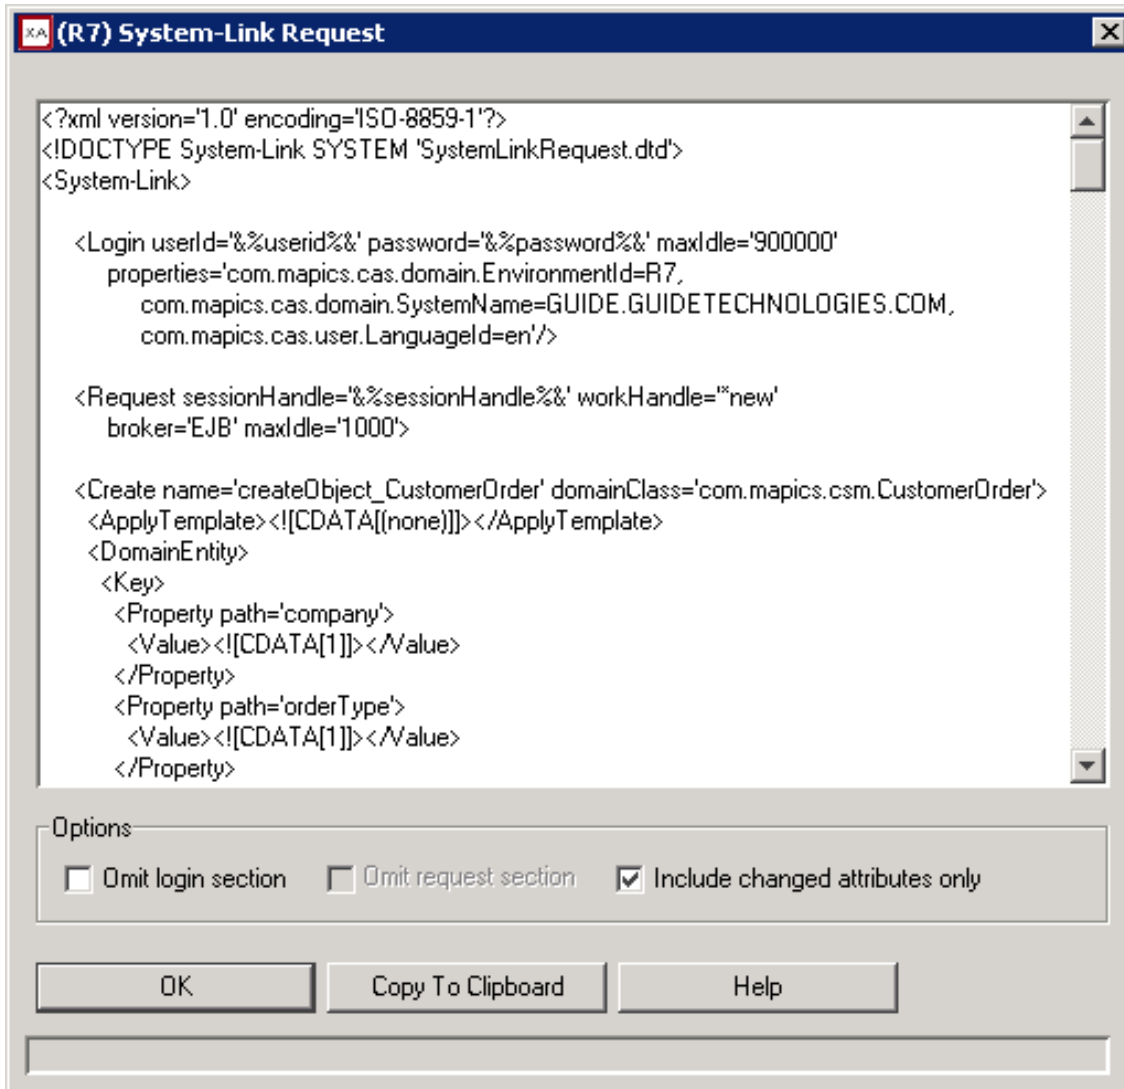 XA (R7) System-Link Request
<?xml version='1.0' encoding='ISO-8859-1'?>
<!DOCTYPE System-Link SYSTEM 'SystemLinkRequest.dtd'>
<System-Link>
<Login userId='&%userid%&' password='&%password%&' maxIdle='900000'
properties='com.mapics.cas.domain.EnvironmentId=R7,
com.mapics.cas.domain.SystemName=GUIDE.GUIDETECHNOLOGIES.COM,
com.mapics.cas.user.LanguageId=en'/>
<Request sessionHandle='&%sessionHandle%&' workHandle='*new'
broker='EJB' maxIdle='1000'>
<Create name='createObject_CustomerOrder' domainClass='com.mapics.csm.CustomerOrder'>
<ApplyTemplate><![CDATA[(none)]]></ApplyTemplate>
<DomainEntity>
<Key>
<Property path='company'>
<Value><![CDATA[1]]></Value>
</Property>
<Property path='orderType'>
<Value><![CDATA[1]]></Value>
</Property>
Options
Omit login section Omit request section Include changed attributes only
OK Copy To Clipboard Help